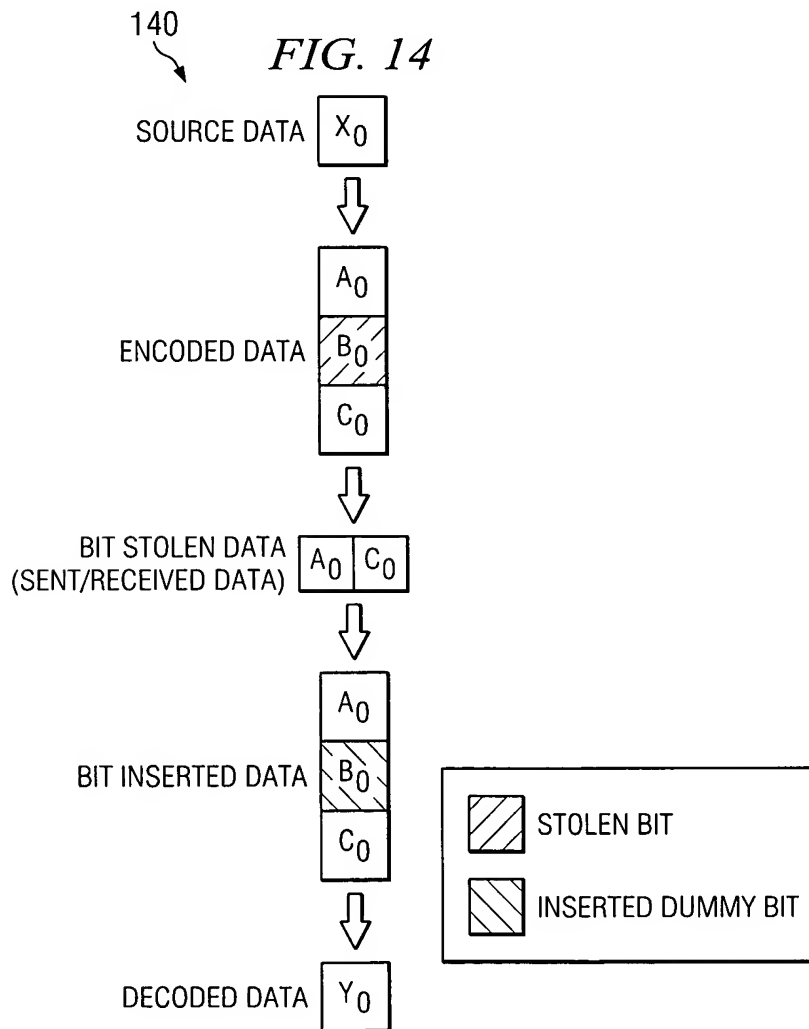 140
FIG. 14
SOURCE DATA X0
A0
ENCODED DATA B0
C0
BIT STOLEN DATA
(SENT/RECEIVED DATA) A0 C0
A0
BIT INSERTED DATA B0
C0
STOLEN BIT
INSERTED DUMMY BIT
DECODED DATA Y0